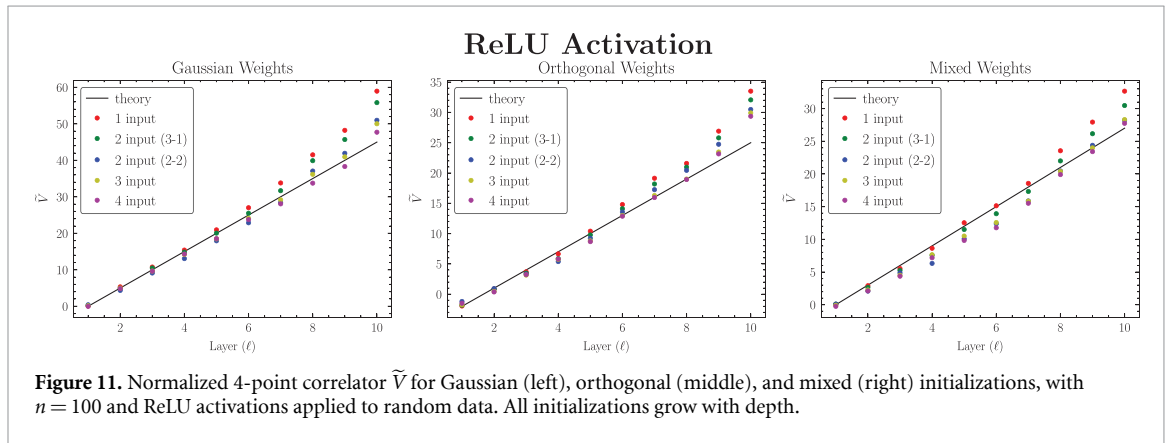 ReLU Activation
Gaussian Weights
60
50
40
30
20
10
0
Ṽ
theory
1 input
2 input (3-1)
2 input (2-2)
3 input
4 input
2
4
6
8
10
Layer (ℓ)
Orthogonal Weights
35
30
25
20
15
10
5
0
Ṽ
theory
1 input
2 input (3-1)
2 input (2-2)
3 input
4 input
2
4
6
8
10
Layer (ℓ)
Mixed Weights
30
25
20
15
10
5
0
Ṽ
theory
1 input
2 input (3-1)
2 input (2-2)
3 input
4 input
2
4
6
8
10
Layer (ℓ)
Figure 11. Normalized 4-point correlator Ṽ for Gaussian (left), orthogonal (middle), and mixed (right) initializations, with
n = 100 and ReLU activations applied to random data. All initializations grow with depth.